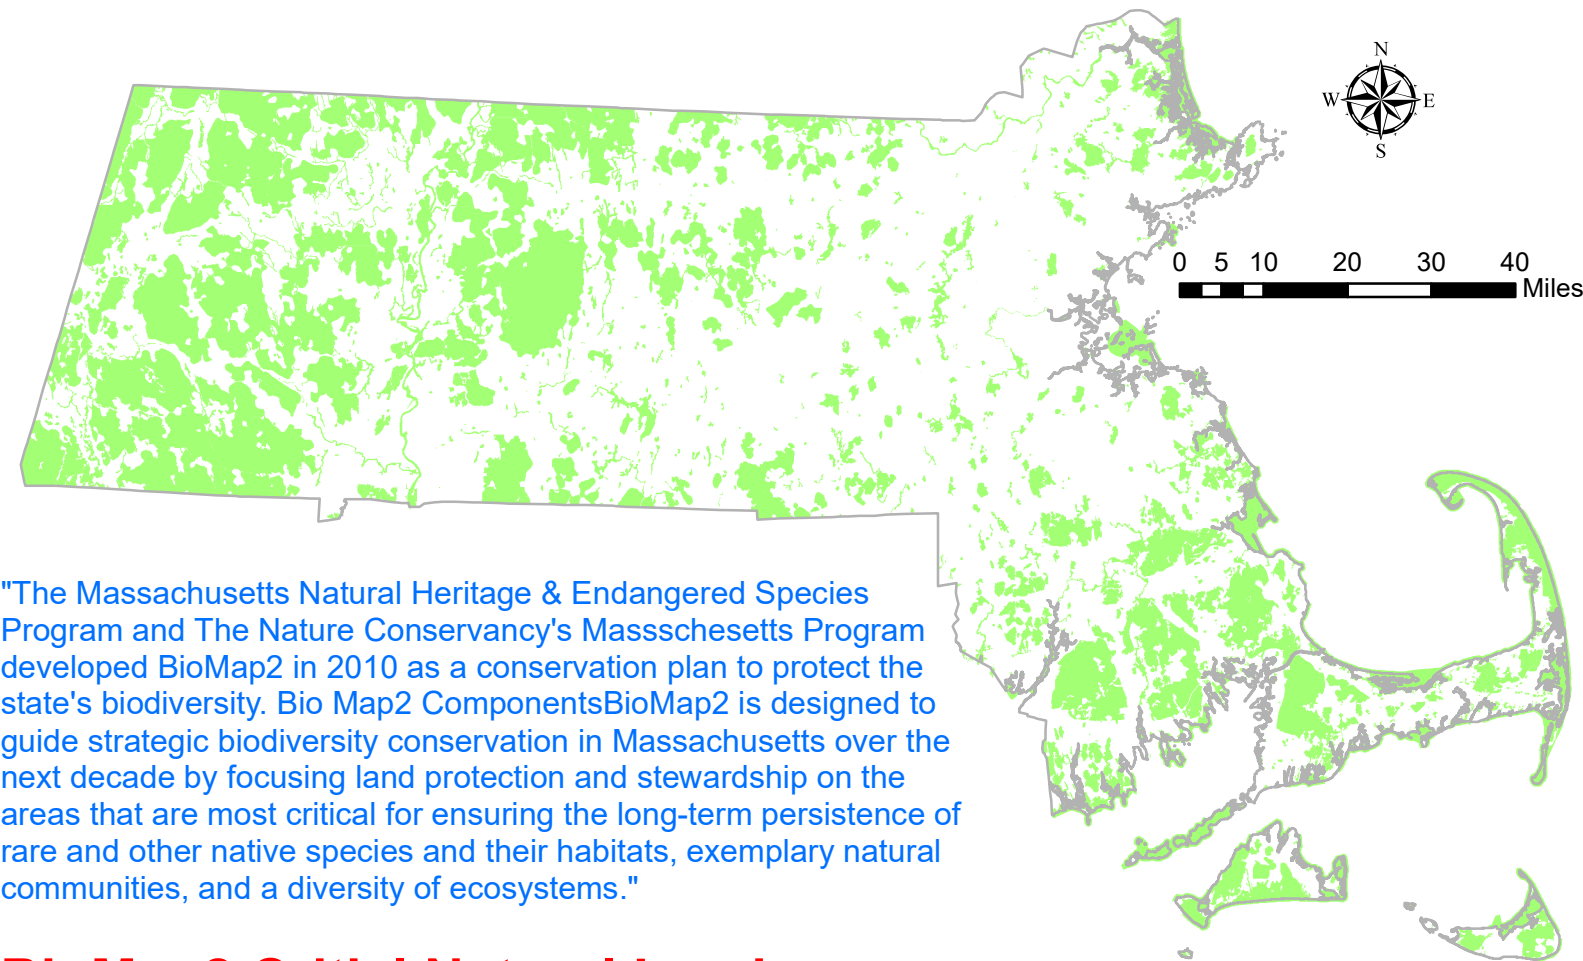 N
W E
S
0 5 10 20 30 40
Miles
"The Massachusetts Natural Heritage & Endangered Species
Program and The Nature Conservancy's Massschesetts Program
developed BioMap2 in 2010 as a conservation plan to protect the
state's biodiversity. Bio Map2 ComponentsBioMap2 is designed to
guide strategic biodiversity conservation in Massachusetts over the
next decade by focusing land protection and stewardship on the
areas that are most critical for ensuring the long-term persistence of
rare and other native species and their habitats, exemplary natural
communities, and a diversity of ecosystems."